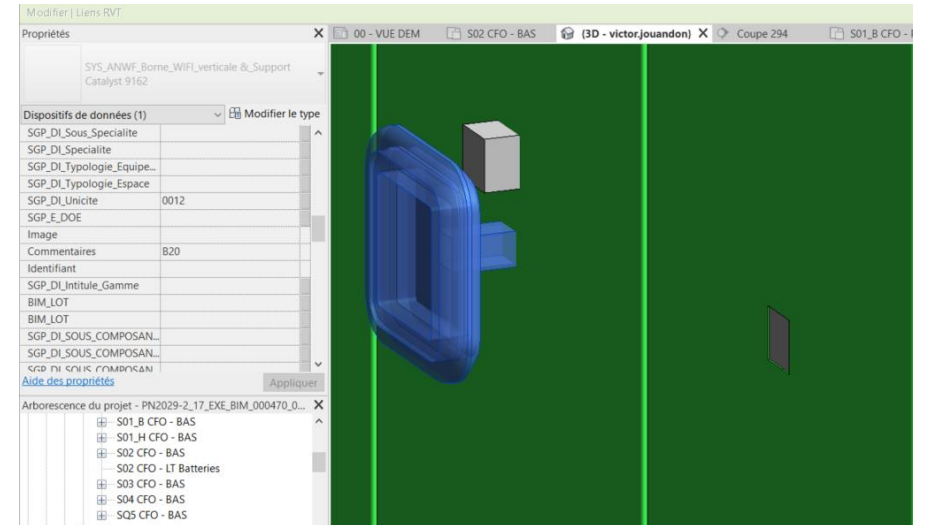 Modifier | Liens RVT
Propriétés X
SYS_ANWF_Borne_WIFI_verticale &_Support
Catalyst 9162
Dispositifs de données (1) Modifier le type
SGP_DI_Sous_Specialite
SGP_DI_Specialite
SGP_DI_Typologie_Equipe...
SGP_DI_Typologie_Espace
SGP_DI_Unicite 0012
SGP_E_DOE
Image
Commentaires B20
Identifiant
SGP_DI_Intitule_Gamme
BIM_LOT
BIM_LOT
SGP_DI_SOUS_COMPOSAN...
SGP_DI_SOUS_COMPOSAN...
SGP_DI_SOUS_COMPOSAN
Aide des propriétés Appliquer
Arborescence du projet - PN2029-2_17_EXE_BIM_000470_0... X
S01_B CFO - BAS
S01_H CFO - BAS
S02 CFO - BAS
S02 CFO - LT Batteries
S03 CFO - BAS
S04 CFO - BAS
SQ5 CFO - BAS
00 - VUE DEM S02 CFO - BAS (3D - victor.jouandon) X Coupe 294 S01_B CFO -